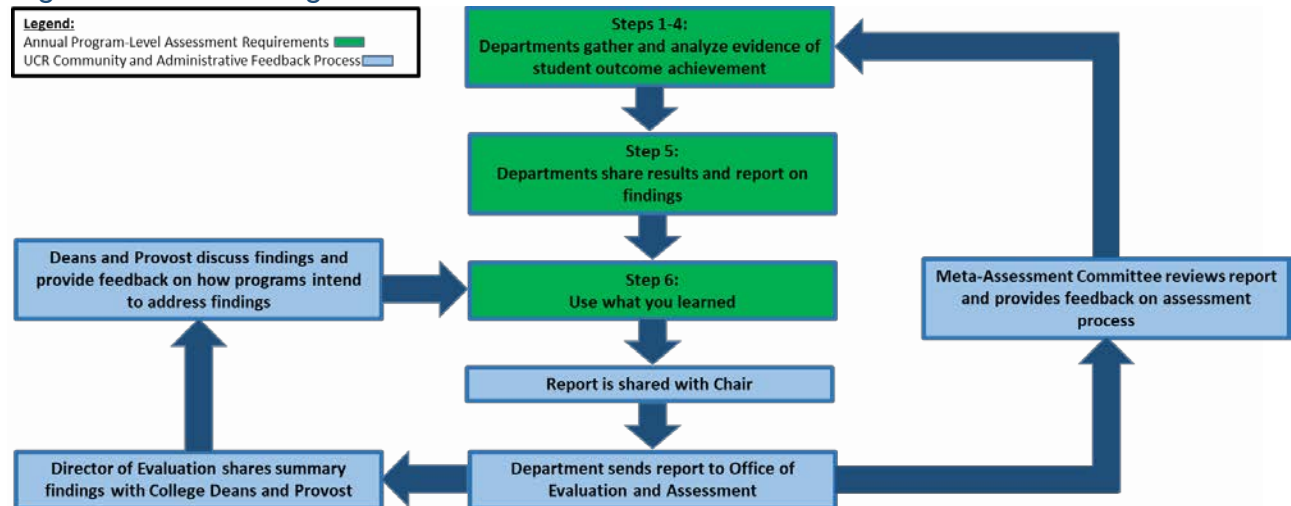 Legend:
Annual Program-Level Assessment Requirements
UCR Community and Administrative Feedback Process
Steps 1-4:
Departments gather and analyze evidence of
student outcome achievement
Step 5:
Departments share results and report on
findings
Deans and Provost discuss findings and
provide feedback on how programs intend
to address findings
Step 6:
Use what you learned
Meta-Assessment Committee reviews report
and provides feedback on assessment
process
Report is shared with Chair
Director of Evaluation shares summary
findings with College Deans and Provost
Department sends report to Office of
Evaluation and Assessment